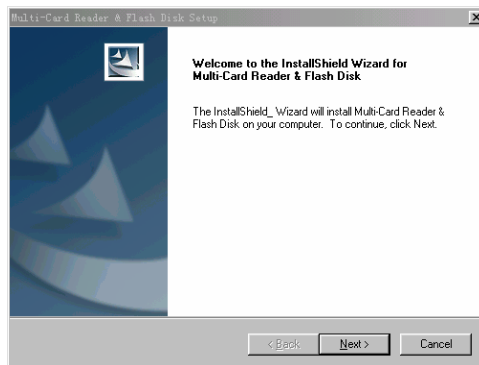 Multi-Card Reader & Flash Disk Setup
Welcome to the InstallShield Wizard for
Multi-Card Reader & Flash Disk
The InstallShield_ Wizard will install Multi-Card Reader &
Flash Disk on your computer. To continue, click Next.
< Back
Next >
Cancel